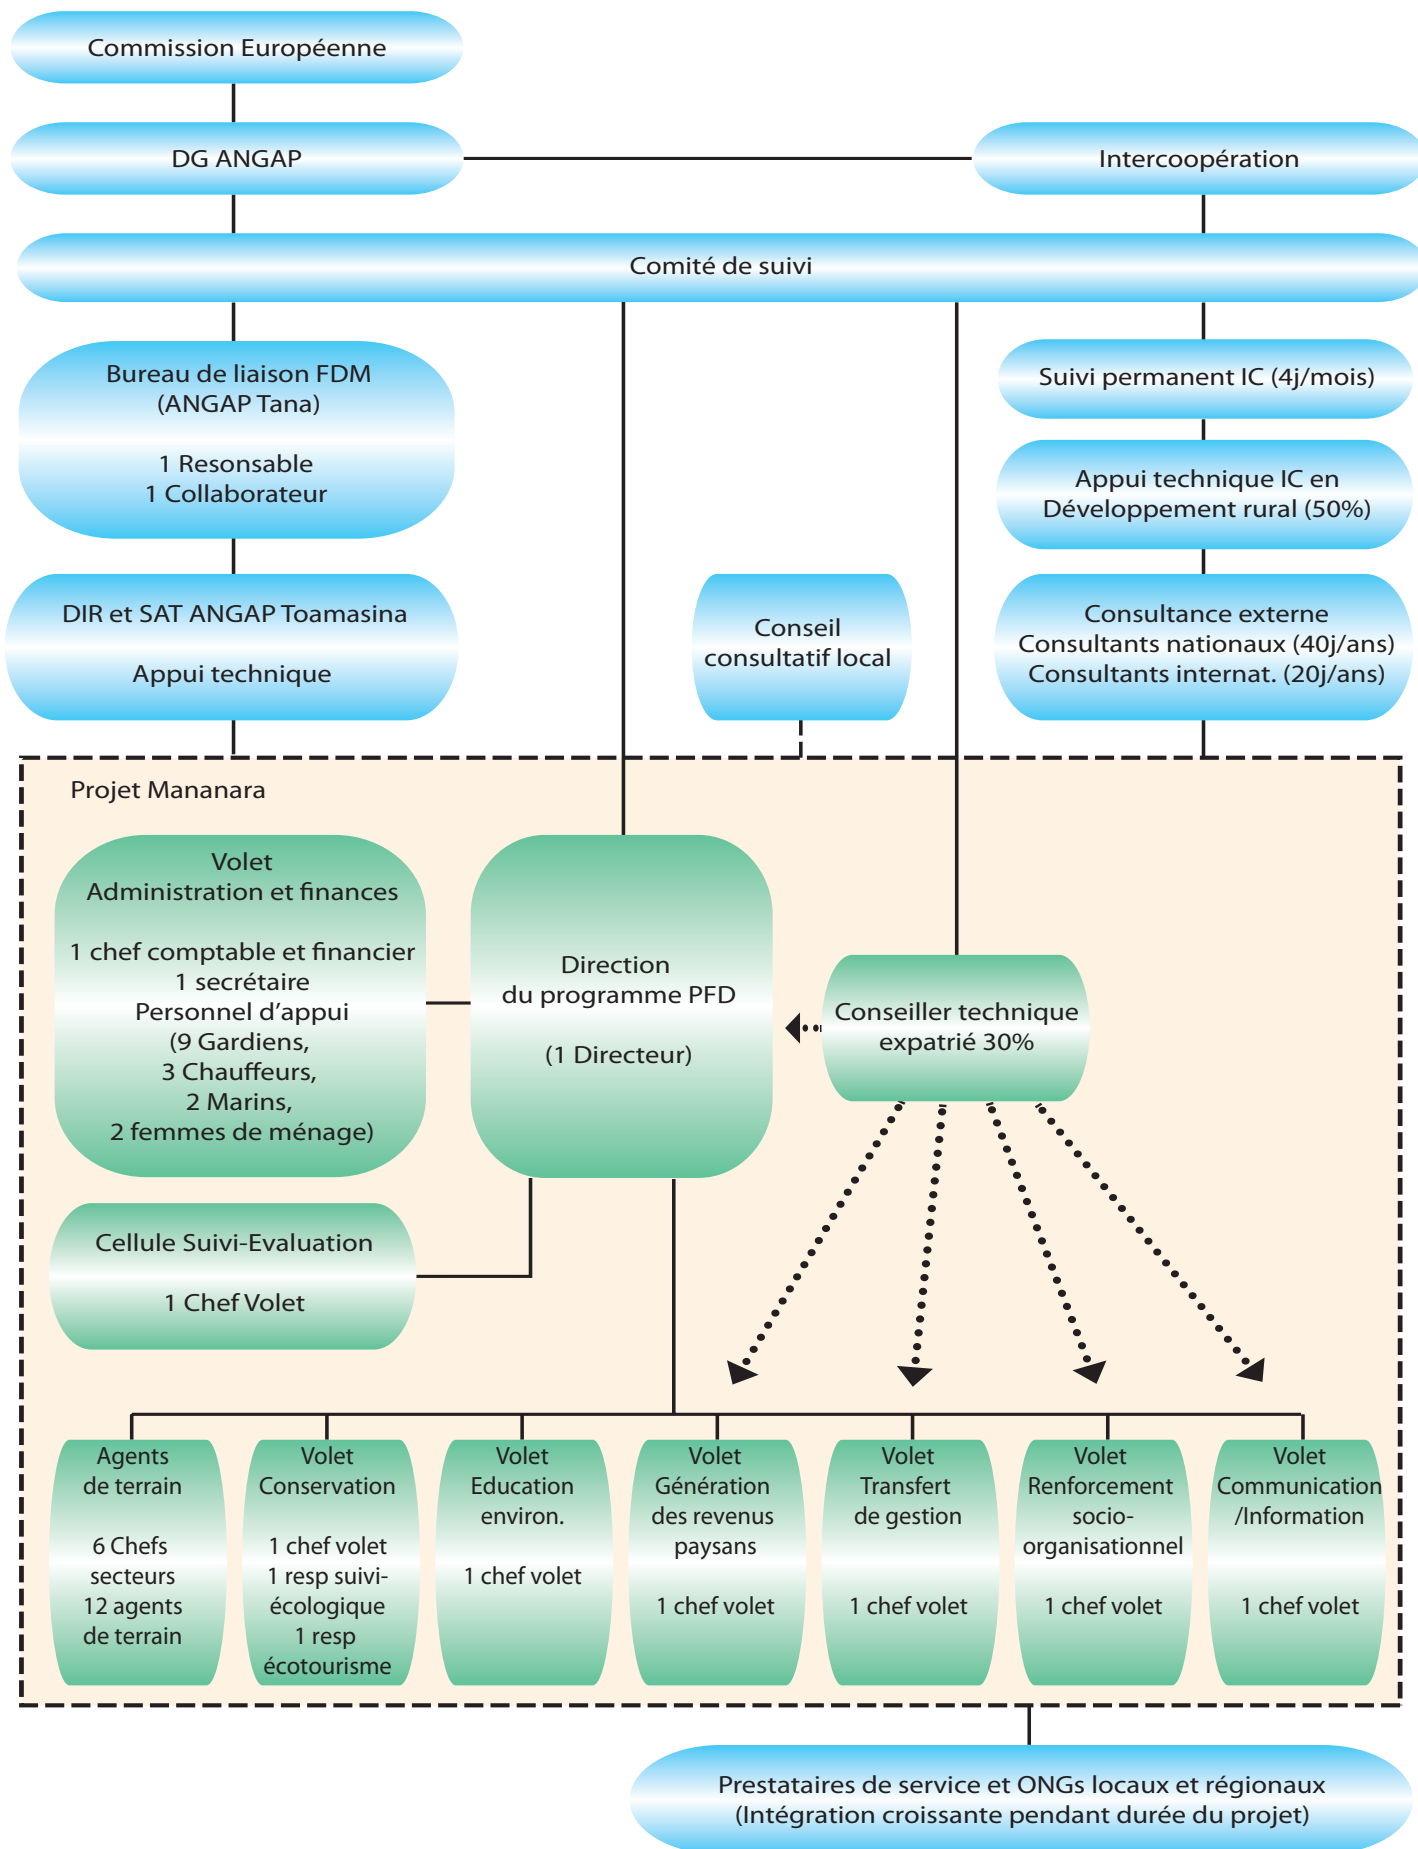 Commission Européenne
DG ANGAP
Intercoopération
Comité de suivi
Bureau de liaison FDM
(ANGAP Tana)
1 Resonsable
1 Collaborateur
Suivi permanent IC (4j/mois)
Appui technique IC en
Développement rural (50%)
DIR et SAT ANGAP Toamasina
Appui technique
Conseil
consultatif local
Consultance externe
Consultants nationaux (40j/ans)
Consultants internat. (20j/ans)
Projet Mananara
Volet
Administration et finances
1 chef comptable et financier
1 secrétaire
Personnel d'appui
(9 Gardiens,
3 Chauffeurs,
2 Marins,
2 femmes de ménage)
Direction
du programme PFD
(1 Directeur)
Conseiller technique
expatrié 30%
Cellule Suivi-Evaluation
1 Chef Volet
Agents
de terrain
6 Chefs
secteurs
12 agents
de terrain
Volet
Conservation
1 chef volet
1 resp suivi-
écologique
1 resp
écotourisme
Volet
Education
environ.
1 chef volet
Volet
Génération
des revenus
paysans
1 chef volet
Volet
Transfert
de gestion
1 chef volet
Volet
Renforcement
socio-
organisationnel
1 chef volet
Volet
Communication
/Information
1 chef volet
Prestataires de service et ONGs locaux et régionaux
(Intégration croissante pendant durée du projet)